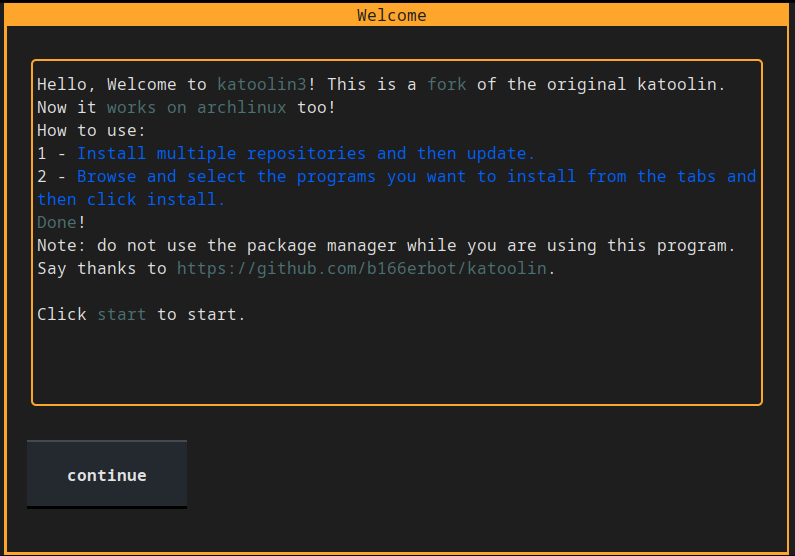 Welcome
Hello, Welcome to katoolin3! This is a fork of the original katoolin.
Now it works on archlinux too!
How to use:
1 - Install multiple repositories and then update.
2 - Browse and select the programs you want to install from the tabs and
then click install.
Done!
Note: do not use the package manager while you are using this program.
Say thanks to https://github.com/b166erbot/katoolin.
Click start to start.
continue